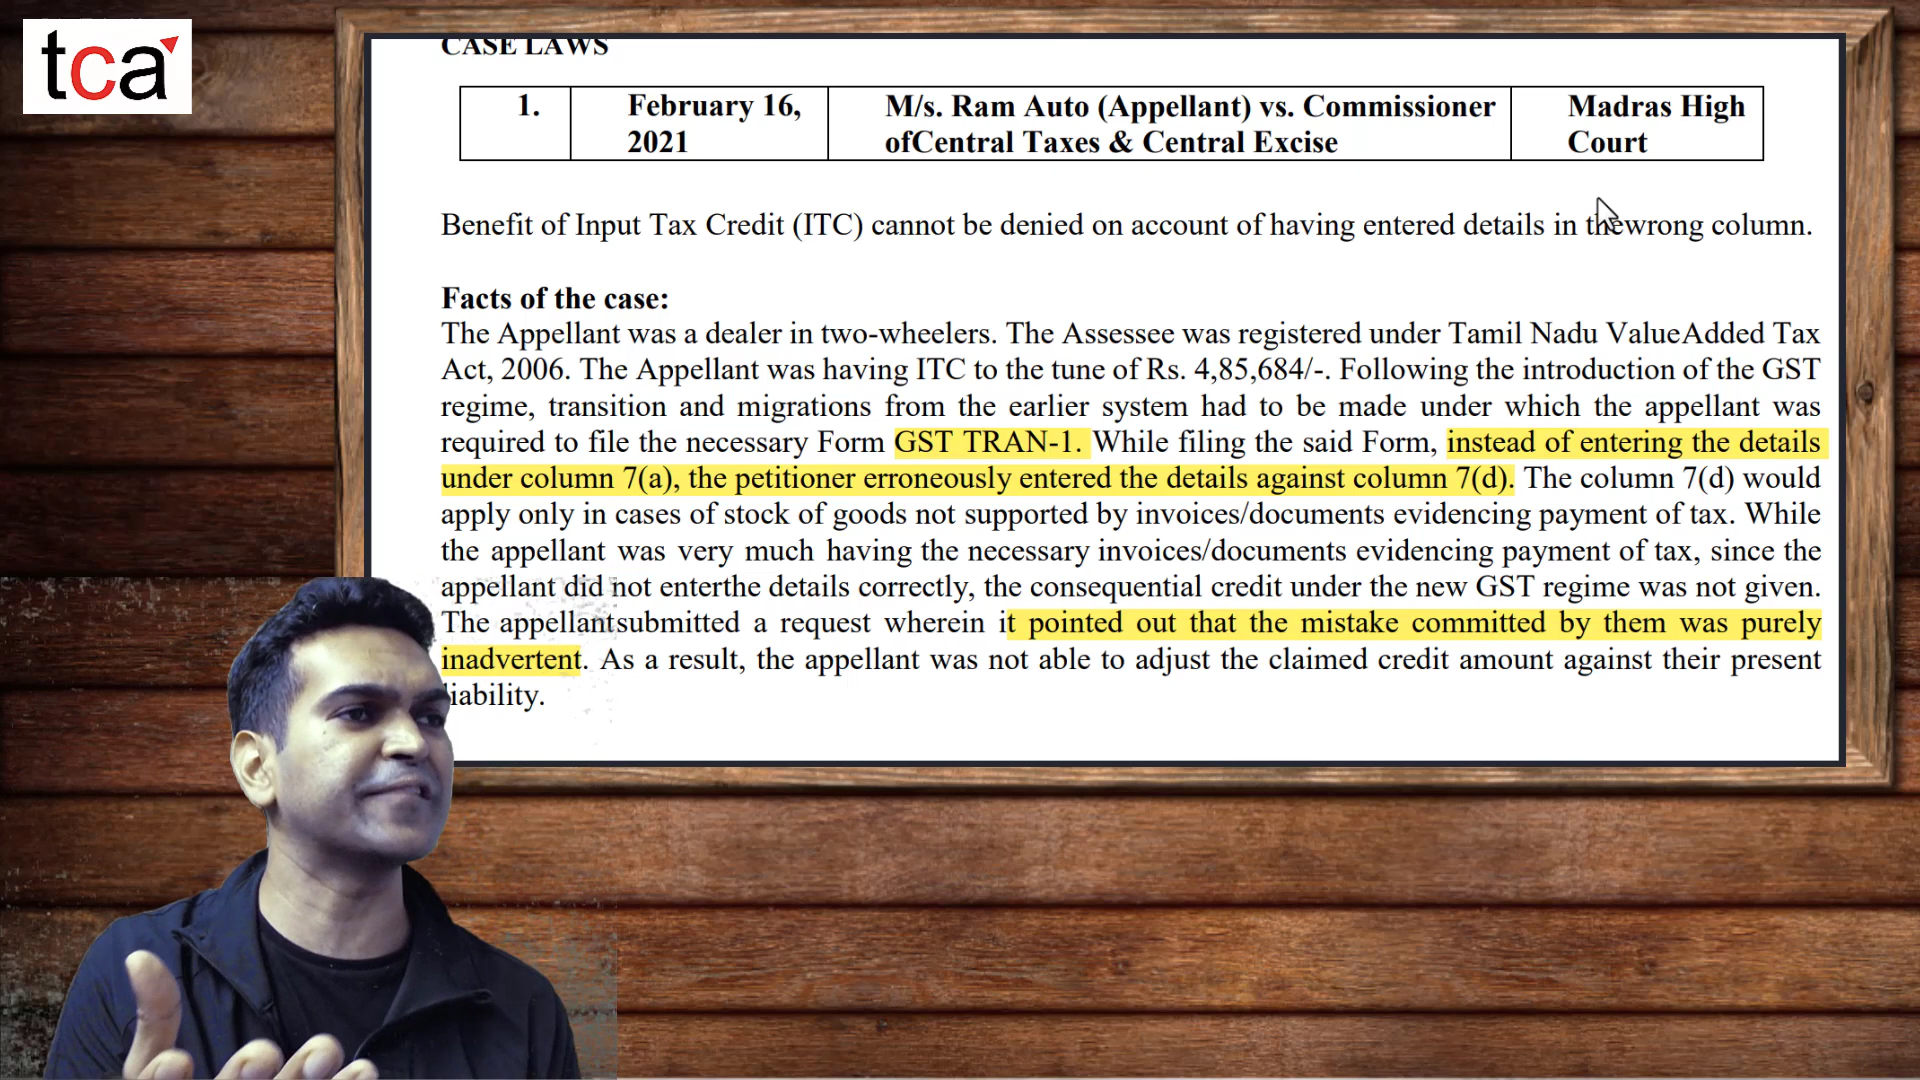 tca
CASE LAWS
1. February 16, 2021 M/s. Ram Auto (Appellant) vs. Commissioner ofCentral Taxes & Central Excise Madras High Court
Benefit of Input Tax Credit (ITC) cannot be denied on account of having entered details in thewrong column.
Facts of the case:
The Appellant was a dealer in two-wheelers. The Assessee was registered under Tamil Nadu ValueAdded Tax
Act, 2006. The Appellant was having ITC to the tune of Rs. 4,85,684/-. Following the introduction of the GST
regime, transition and migrations from the earlier system had to be made under which the appellant was
required to file the necessary Form GST TRAN-1. While filing the said Form, instead of entering the details
under column 7(a), the petitioner erroneously entered the details against column 7(d). The column 7(d) would
apply only in cases of stock of goods not supported by invoices/documents evidencing payment of tax. While
the appellant was very much having the necessary invoices/documents evidencing payment of tax, since the
appellant did not enterthe details correctly, the consequential credit under the new GST regime was not given.
The appellantsubmitted a request wherein it pointed out that the mistake committed by them was purely
inadvertent. As a result, the appellant was not able to adjust the claimed credit amount against their present
liability.